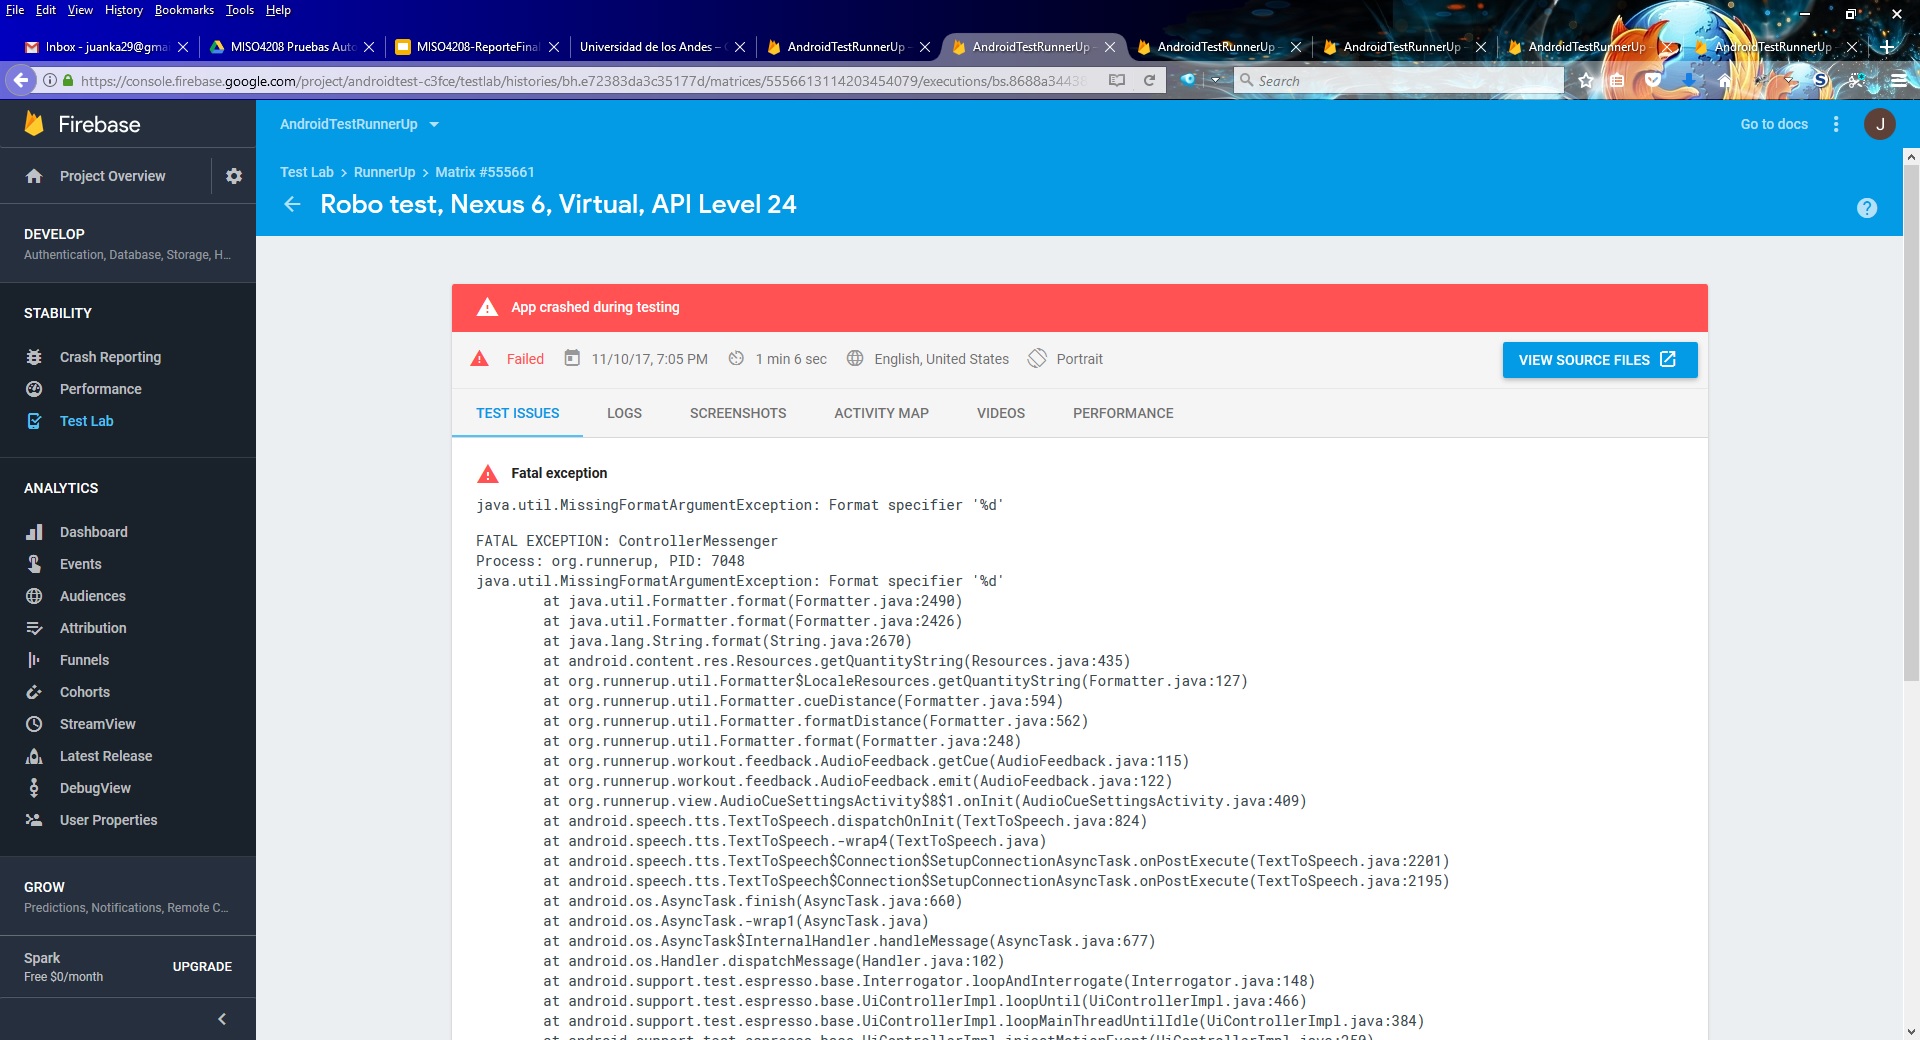 File Edit View History Bookmarks Tools Help
Inbox - juanka29@gma
MISO4208 Pruebas Auto
MISO4208-ReporteFinal
Universidad de los Andes –
AndroidTestRunnerUp -
AndroidTestRunnerUp -
AndroidTestRunnerUp -
AndroidTestRunnerUp -
AndroidTestRunnerUp -
AndroidTestRunnerUp
https://console.firebase.google.com/project/androidtest-c3fce/testlab/histories/bh.e72383da3c35177d/matrices/5556613114203454079/executions/bs.8688a34438
Search
Firebase
AndroidTestRunnerUp
Go to docs
J
Project Overview
Test Lab > RunnerUp > Matrix #555661
Robo test, Nexus 6, Virtual, API Level 24
DEVELOP
Authentication, Database, Storage, H...
STABILITY
Crash Reporting
Performance
Test Lab
ANALYTICS
Dashboard
Events
Audiences
Attribution
Funnels
Cohorts
StreamView
Latest Release
DebugView
User Properties
GROW
Predictions, Notifications, Remote C...
Spark
Free $0/month
UPGRADE
App crashed during testing
Failed 11/10/17, 7:05 PM 1 min 6 sec English, United States Portrait
VIEW SOURCE FILES
TEST ISSUES LOGS SCREENSHOTS ACTIVITY MAP VIDEOS PERFORMANCE
Fatal exception
java.util.MissingFormatArgumentException: Format specifier '%d'
FATAL EXCEPTION: ControllerMessenger
Process: org.runnerup, PID: 7048
java.util.MissingFormatArgumentException: Format specifier '%d'
at java.util.Formatter.format(Formatter.java:2490)
at java.util.Formatter.format(Formatter.java:2426)
at java.lang.String.format(String.java:2670)
at android.content.res.Resources.getQuantityString(Resources.java:435)
at org.runnerup.util.Formatter$LocaleResources.getQuantityString(Formatter.java:127)
at org.runnerup.util.Formatter.cueDistance(Formatter.java:594)
at org.runnerup.util.Formatter.formatDistance(Formatter.java:562)
at org.runnerup.util.Formatter.format(Formatter.java:248)
at org.runnerup.workout.feedback.AudioFeedback.getCue(AudioFeedback.java:115)
at org.runnerup.workout.feedback.AudioFeedback.emit(AudioFeedback.java:122)
at org.runnerup.view.AudioCueSettingsActivity$8$1.onInit(AudioCueSettingsActivity.java:409)
at android.speech.tts.TextToSpeech.dispatchOnInit(TextToSpeech.java:824)
at android.speech.tts.TextToSpeech.-wrap4(TextToSpeech.java)
at android.speech.tts.TextToSpeech$Connection$SetupConnectionAsyncTask.onPostExecute(TextToSpeech.java:2201)
at android.speech.tts.TextToSpeech$Connection$SetupConnectionAsyncTask.onPostExecute(TextToSpeech.java:2195)
at android.os.AsyncTask.finish(AsyncTask.java:660)
at android.os.AsyncTask.-wrap1(AsyncTask.java)
at android.os.AsyncTask$InternalHandler.handleMessage(AsyncTask.java:677)
at android.os.Handler.dispatchMessage(Handler.java:102)
at android.support.test.espresso.base.Interrogator.loopAndInterrogate(Interrogator.java:148)
at android.support.test.espresso.base.UiControllerImpl.loopUntil(UiControllerImpl.java:466)
at android.support.test.espresso.base.UiControllerImpl.loopMainThreadUntilIdle(UiControllerImpl.java:384)